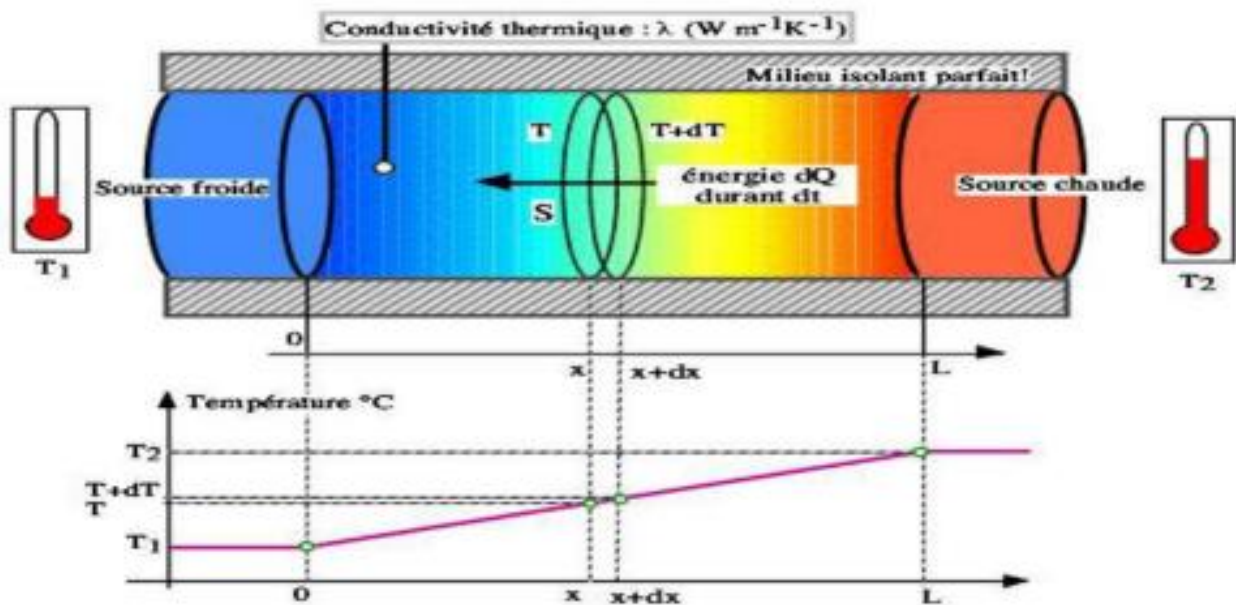 Conductivité thermique : λ (W m⁻¹K⁻¹)
Milieu isolant parfait!
T
T+dT
Source froide
énergie dQ
durant dt
Source chaude
S
T₁
T₂
0
x
x+dx
L
Température °C
T₂
T+dT
T
T₁
0
x
x+dx
L